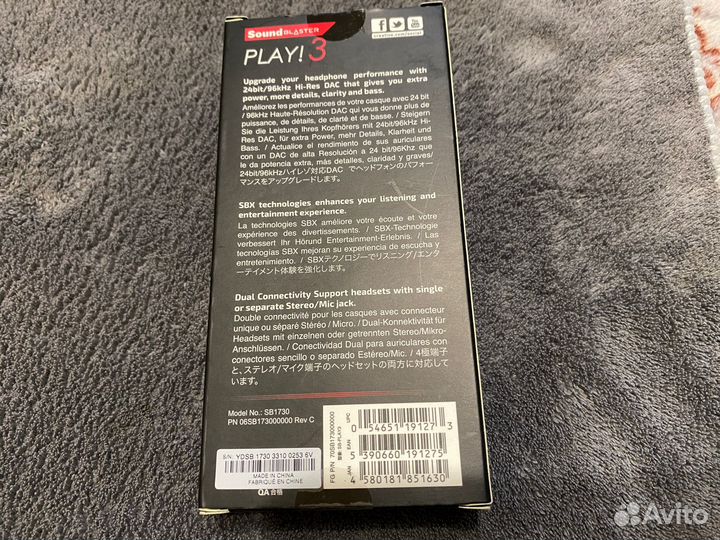 Sound BLASTER
PLAY! 3
creative.com/social
Upgrade your headphone performance with
24bit/96kHz Hi-Res DAC that gives you extra
power, more details, clarity and bass.
Améliorez les performances de votre casque avec 24 bit
/ 96kHz Haute-Résolution DAC qui vous donne plus de
puissance, de détails, de clarté et de basse. / Steigern
Sie die Leistung Ihres Kopfhörers mit 24bit/96kHz Hi-
Res DAC, für extra Power, mehr Details, Klarheit und
Bass. / Actualice el rendimiento de sus auriculares
con un DAC de alta Resolución a 24 bit/96Khz que
le da potencia extra, más detalles, claridad y graves/
24bit/96kHzハイレゾ対応DAC でヘッドフォンのパフォー
マンスをアップグレードします。
SBX technologies enhances your listening and
entertainment experience.
La technologies SBX améliore votre écoute et votre
expérience des divertissements. / SBX-Technologie
verbessert Ihr Hörund Entertainment-Erlebnis. / Las
tecnologías SBX mejoran su experiencia de escucha y
entretenimiento. / SBXテクノロジーでリスニング/エンタ
ーテイメント体験を強化します。
Dual Connectivity Support headsets with single
or separate Stereo/Mic jack.
Double connectivité pour les casques avec connecteur
unique ou séparé Stéréo / Micro. / Dual-Konnektivität für
Headsets mit einzelnen oder getrennten Stereo/Mikro-
Anschlüssen. / Conectividad Dual para auriculares con
conectores sencillo o separado Estéreo/Mic. / 4極端子
と、ステレオ/マイク端子のヘッドセットの両方に対応して
います。
Model No.: SB1730
PN 06SB173000000 Rev C
S/N: YDSB 1730 3310 0253 6V
MADE IN CHINA
FABRIQUÉ EN CHINE
QA合格
FG P/N: 70SB173000000
型番: SB-PLAY3
UPC
0 54651 19127 3
EAN
5 390660 191275
JAN
4 580181 851630
Avito